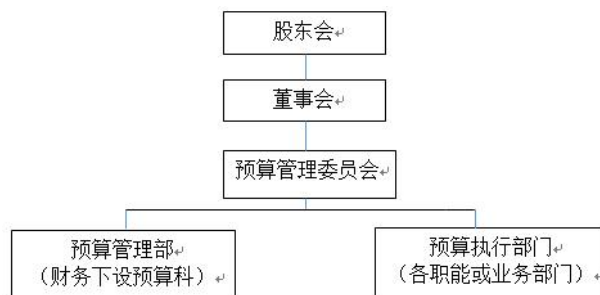 股东会
董事会
预算管理委员会
预算管理部
（财务下设预算科）
预算执行部门
（各职能或业务部门）